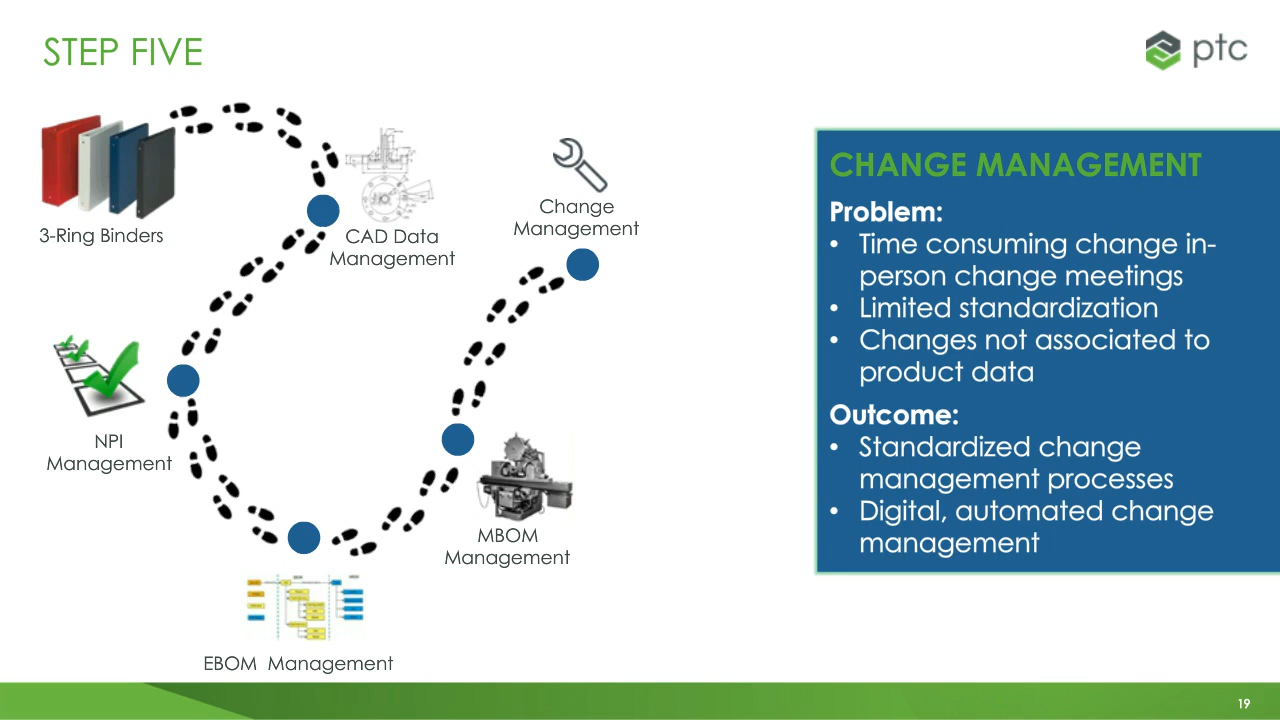 STEP FIVE
ptc
3-Ring Binders
CAD Data
Management
Change
Management
NPI
Management
MBOM
Management
EBOM  Management
CHANGE MANAGEMENT
Problem:
• Time consuming change in-
person change meetings
• Limited standardization
• Changes not associated to
product data
Outcome:
• Standardized change
management processes
• Digital, automated change
management
19